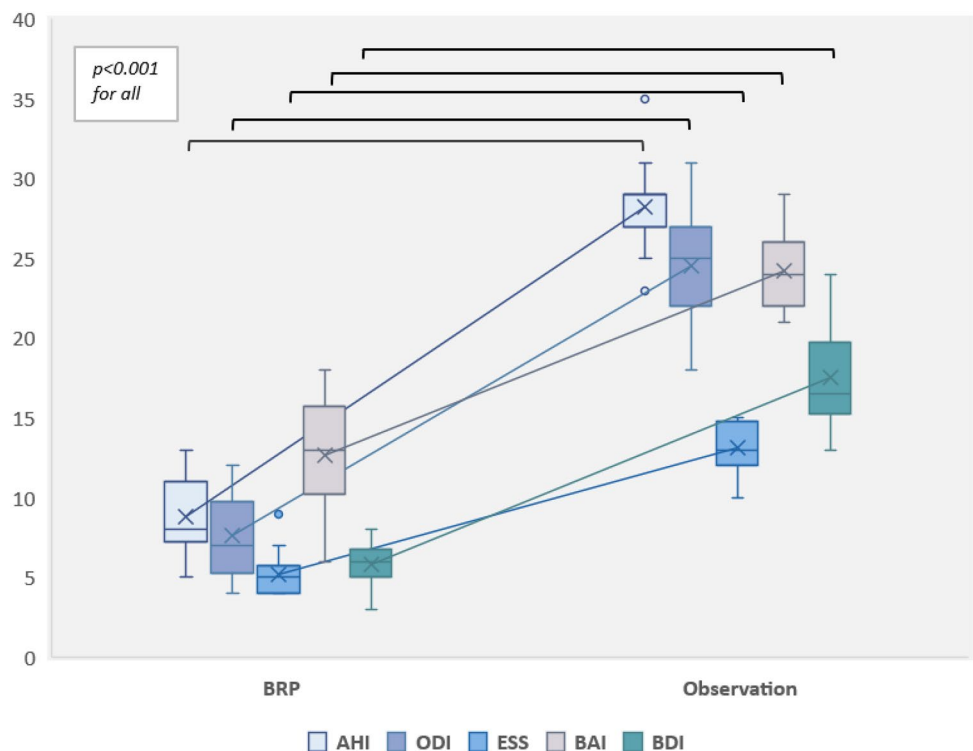 40
p<0.001
for all
35
30
25
20
15
10
5
0
BRP Observation
AHI ODI ESS BAI BDI